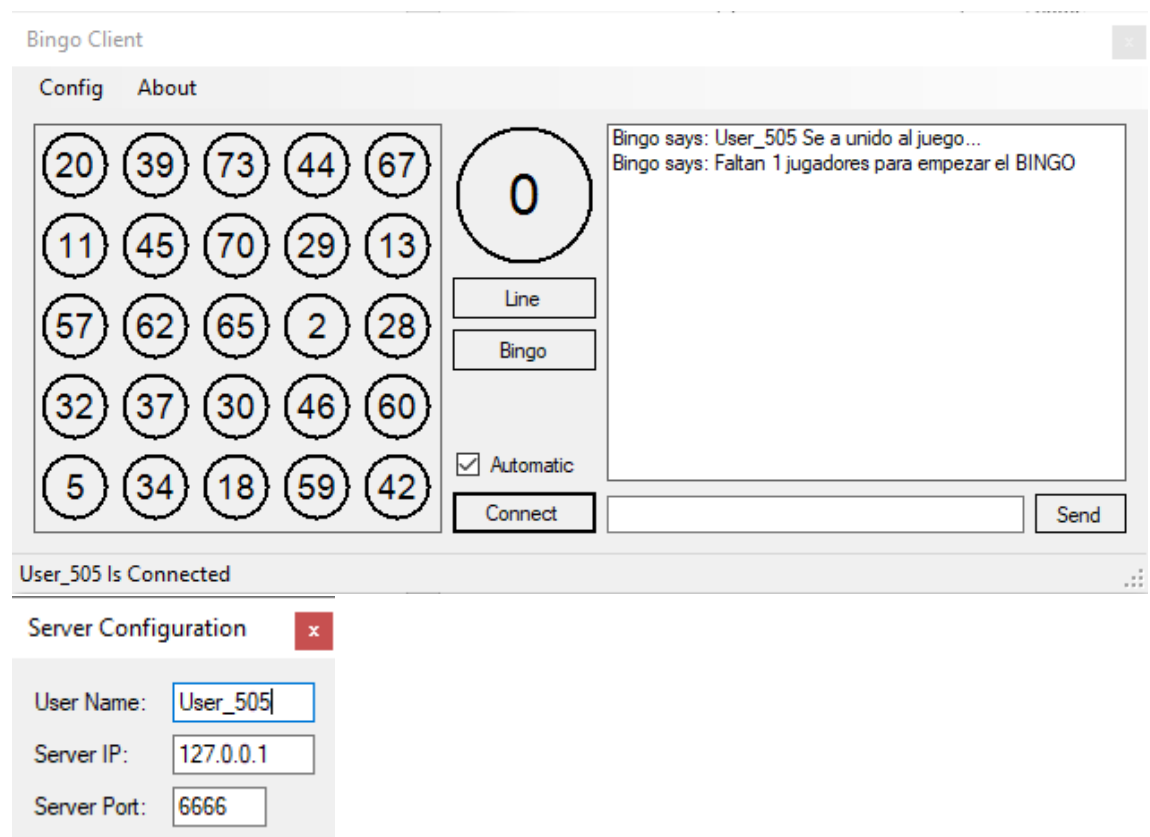 Bingo Client x
Config About
20 39 73 44 67
11 45 70 29 13
57 62 65 2 28
32 37 30 46 60
5 34 18 59 42
0
Line
Bingo
Automatic
Connect
Bingo says: User_505 Se a unido al juego...
Bingo says: Faltan 1 jugadores para empezar el BINGO
Send
User_505 Is Connected
Server Configuration x
User Name: User_505
Server IP: 127.0.0.1
Server Port: 6666